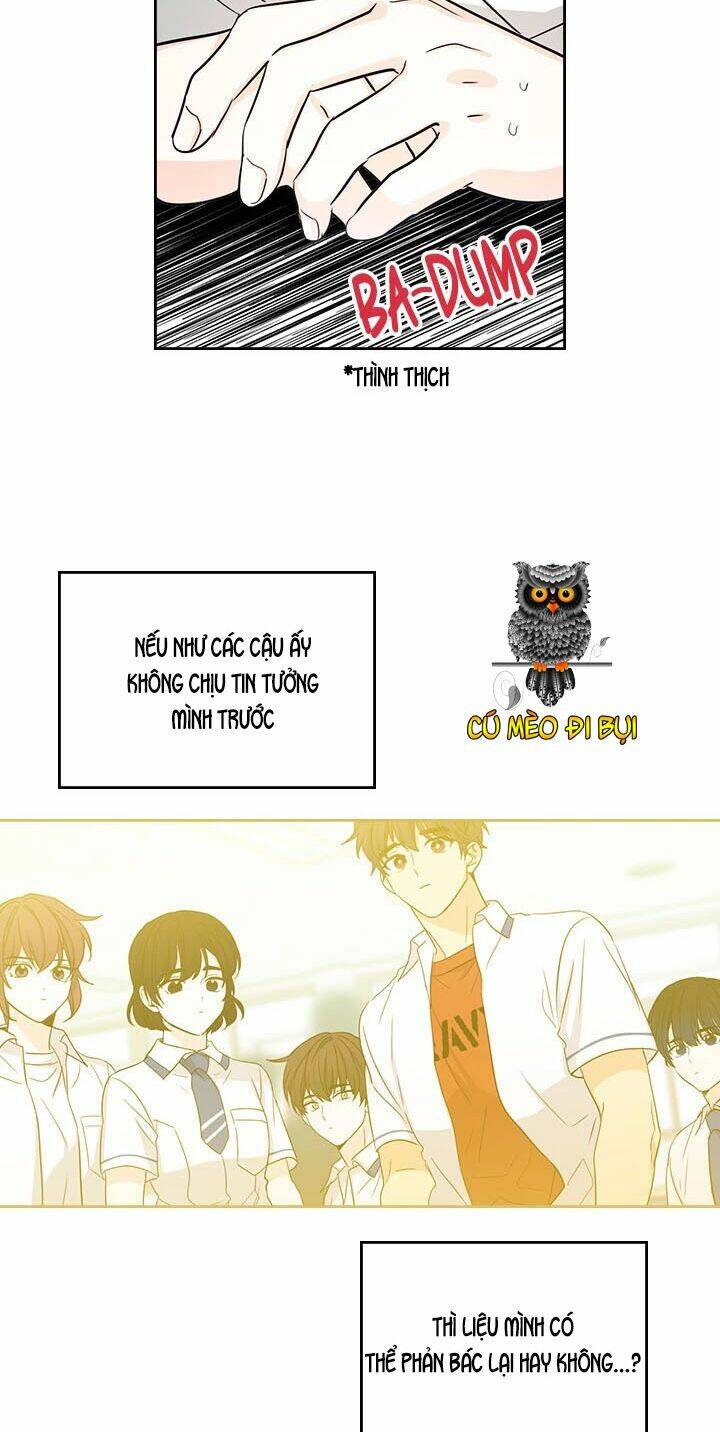 BA-DUMP
*THÌNH THỊCH
NẾU NHƯ CÁC CẬU ẤY
KHÔNG CHỊU TIN TƯỞNG
MÌNH TRƯỚC
CÚ MÈO ĐI BỤI
THÌ LIỆU MÌNH CÓ
THỂ PHẢN BÁC LẠI HAY KHÔNG...?